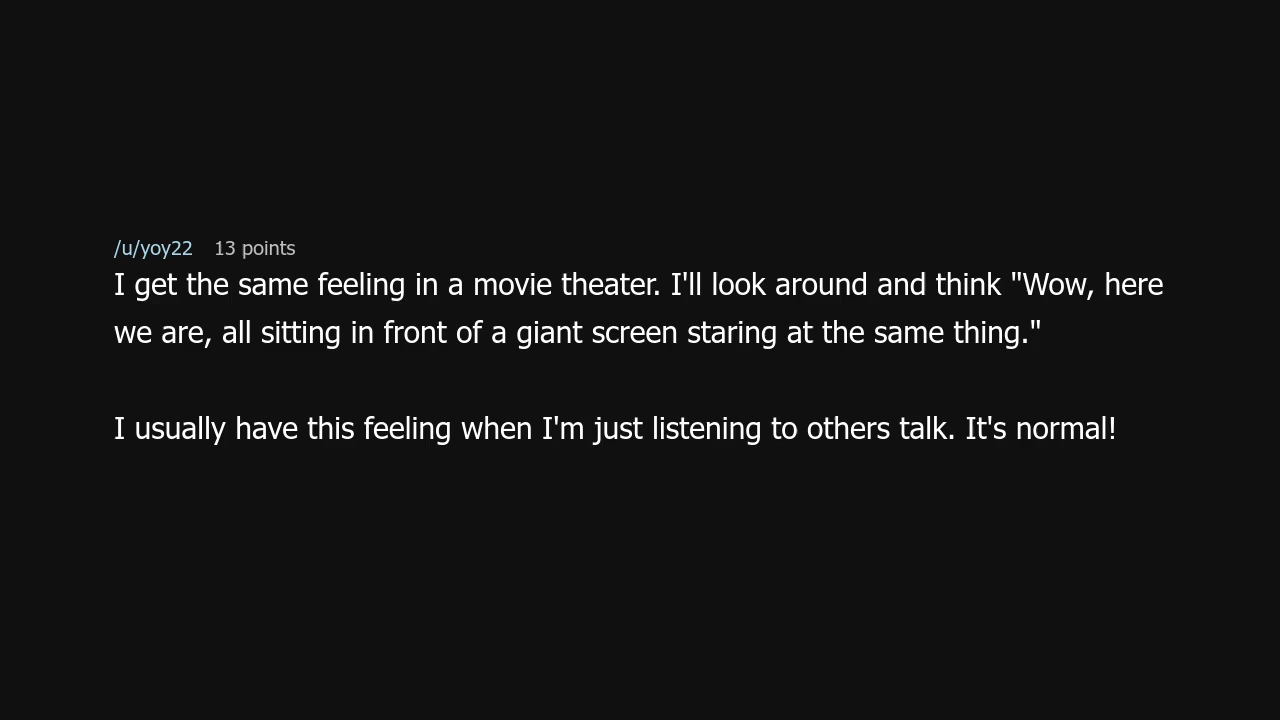 /u/yoy22 13 points
I get the same feeling in a movie theater. I'll look around and think "Wow, here
we are, all sitting in front of a giant screen staring at the same thing."
I usually have this feeling when I'm just listening to others talk. It's normal!